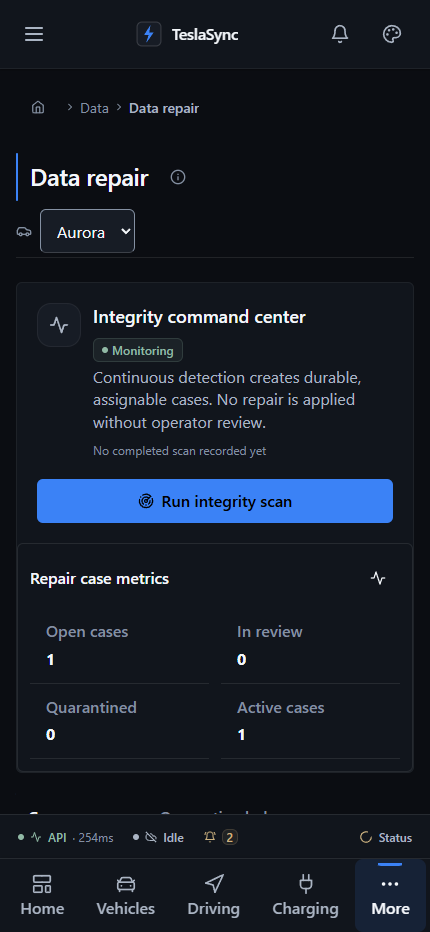 TeslaSync
Data
Data repair
Data repair
Aurora
Integrity command center
Monitoring
Continuous detection creates durable,
assignable cases. No repair is applied
without operator review.
No completed scan recorded yet
Run integrity scan
Repair case metrics
Open cases
1
In review
0
Quarantined
0
Active cases
1
API · 254ms
Idle
2
Status
Home
Vehicles
Driving
Charging
More